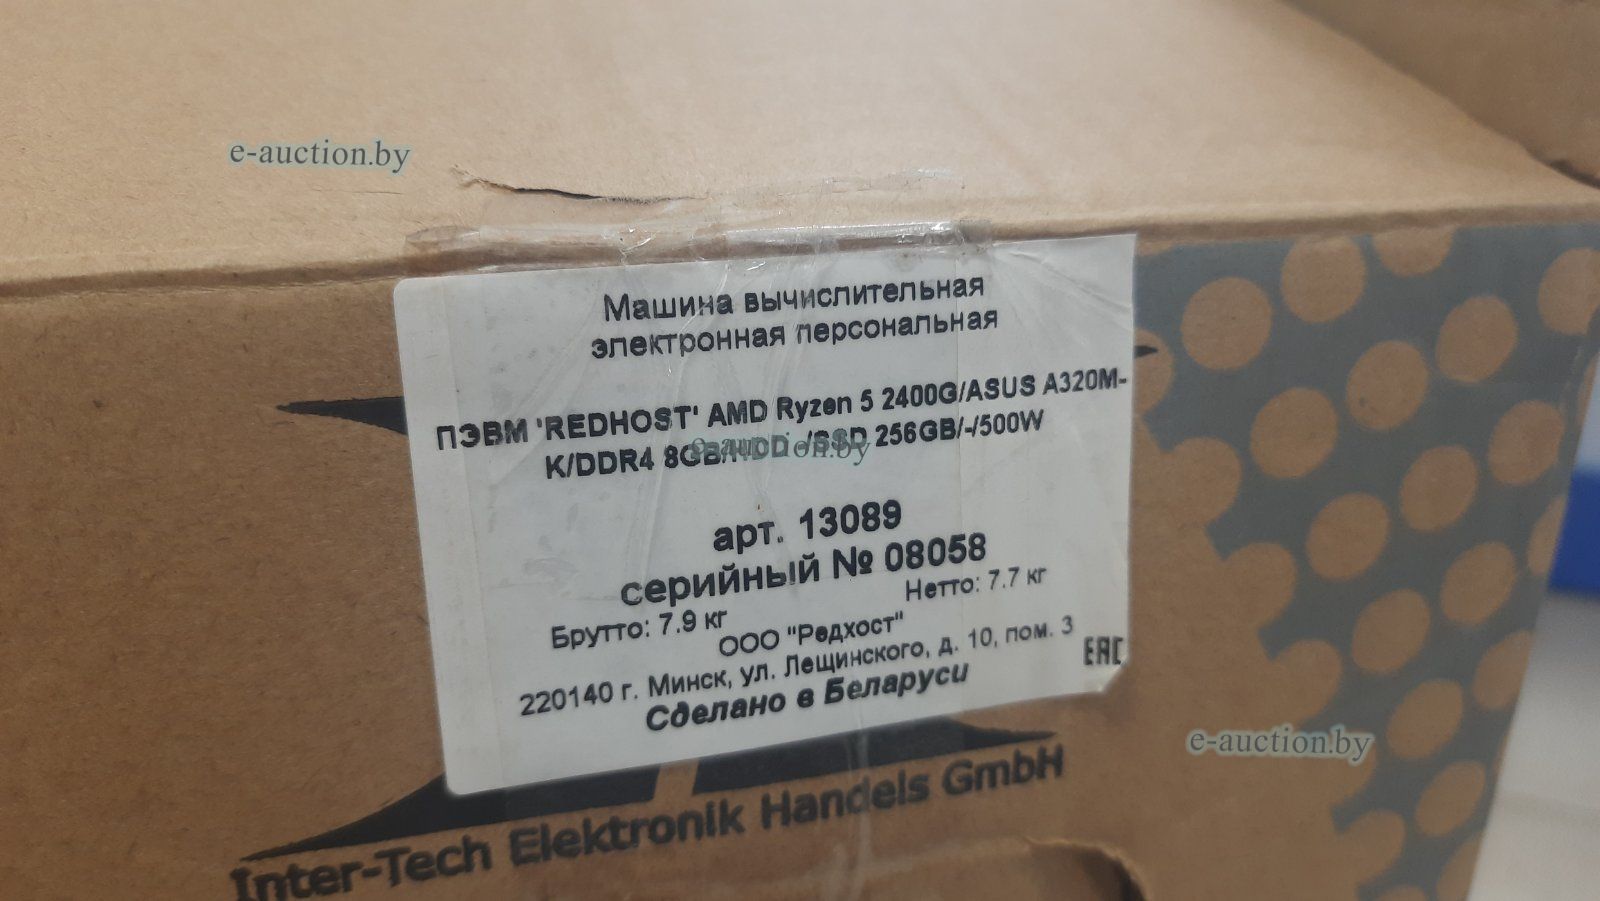 e-auction.by
Машина вычислительная
электронная персональная
ПЭВМ 'REDHOST' AMD Ryzen 5 2400G/ASUS A320M-
K/DDR4 8GB/HDD -/SSD 256GB/-/500W
e-auction.by
арт. 13089
серийный № 08058
Брутто: 7.9 кг
Нетто: 7.7 кг
ООО "Редхост"
220140 г. Минск, ул. Лещинского, д. 10, пом. 3
EAC
Сделано в Беларуси
e-auction.by
Inter-Tech Elektronik Handels GmbH